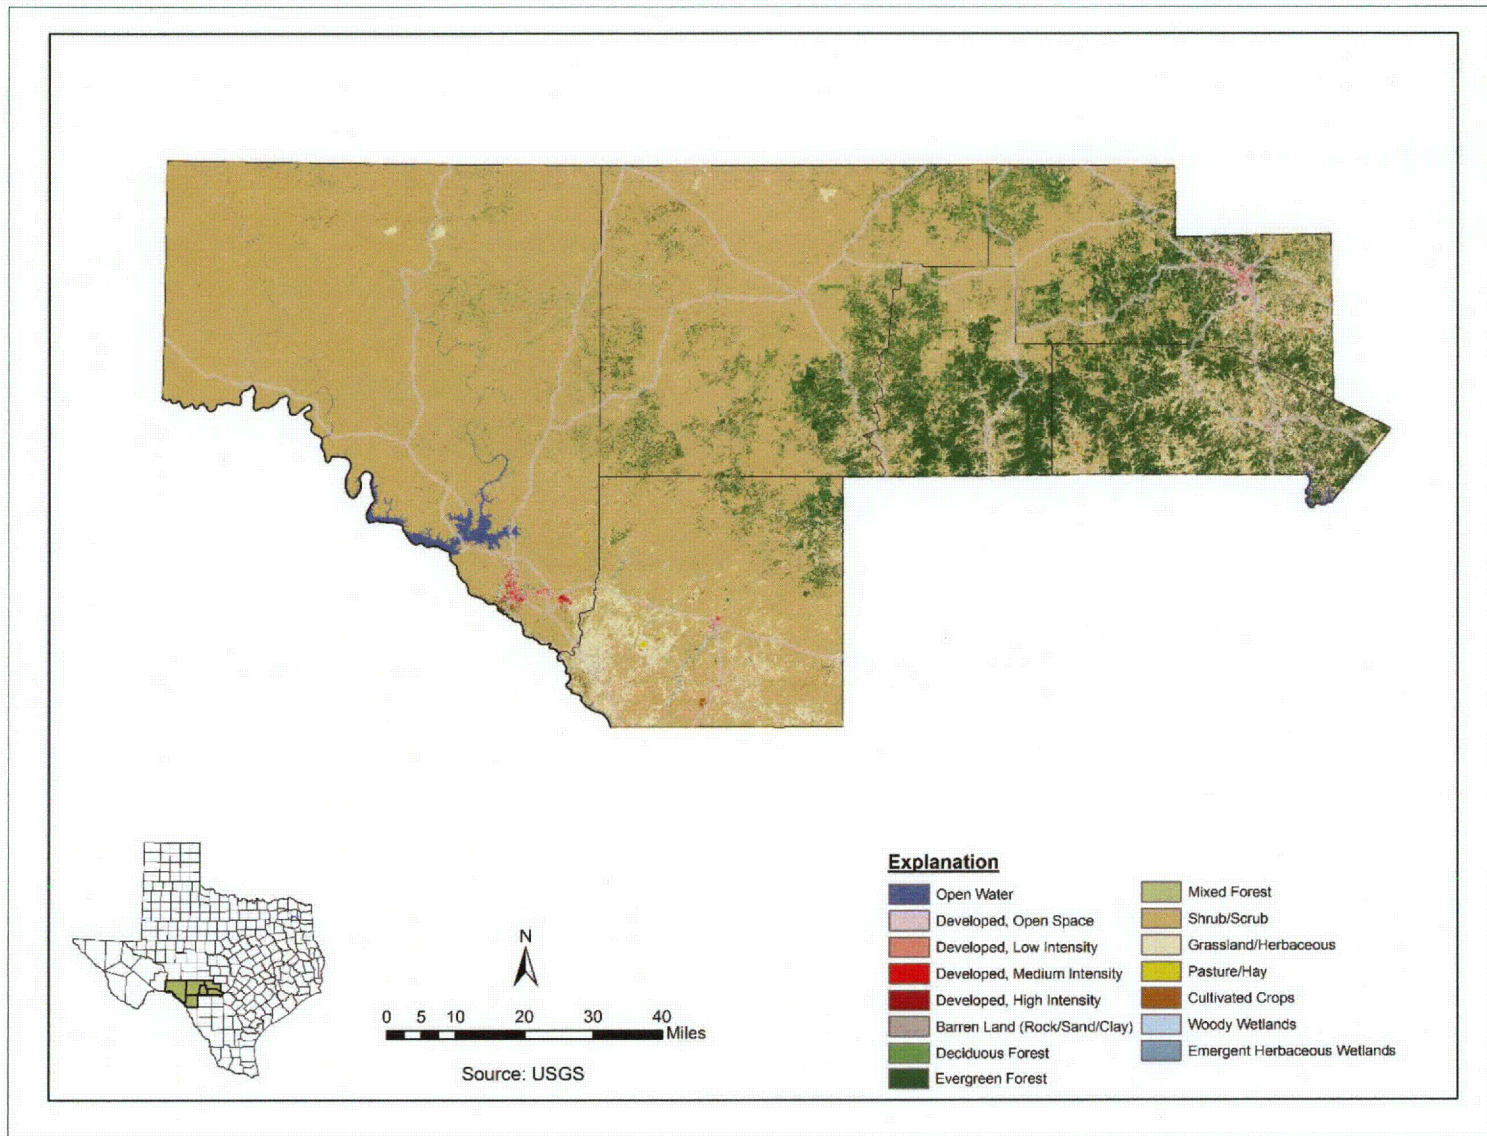 Explanation
Open Water
Developed, Open Space
Developed, Low Intensity
Developed, Medium Intensity
Developed, High Intensity
Barren Land (Rock/Sand/Clay)
Deciduous Forest
Evergreen Forest
Mixed Forest
Shrub/Scrub
Grassland/Herbaceous
Pasture/Hay
Cultivated Crops
Woody Wetlands
Emergent Herbaceous Wetlands
N
0 5 10 20 30 40
Miles
Source: USGS